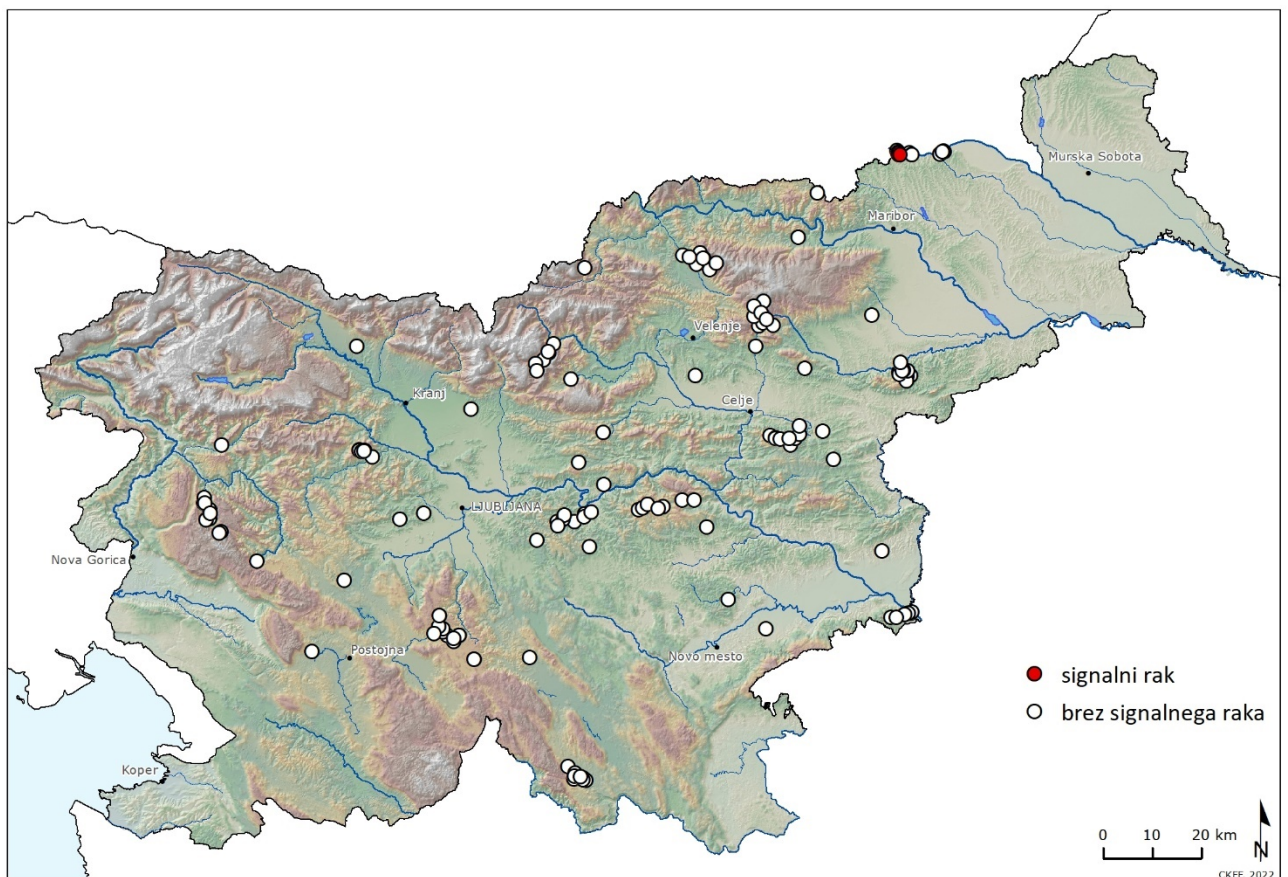 Murska Sobota
Maribor
Velenje
Kranj
Celje
LJUBLJANA
Nova Gorica
Postojna
Novo mesto
signalni rak
brez signalnega raka
Koper
0 10 20 km
N
CKFF, 2022